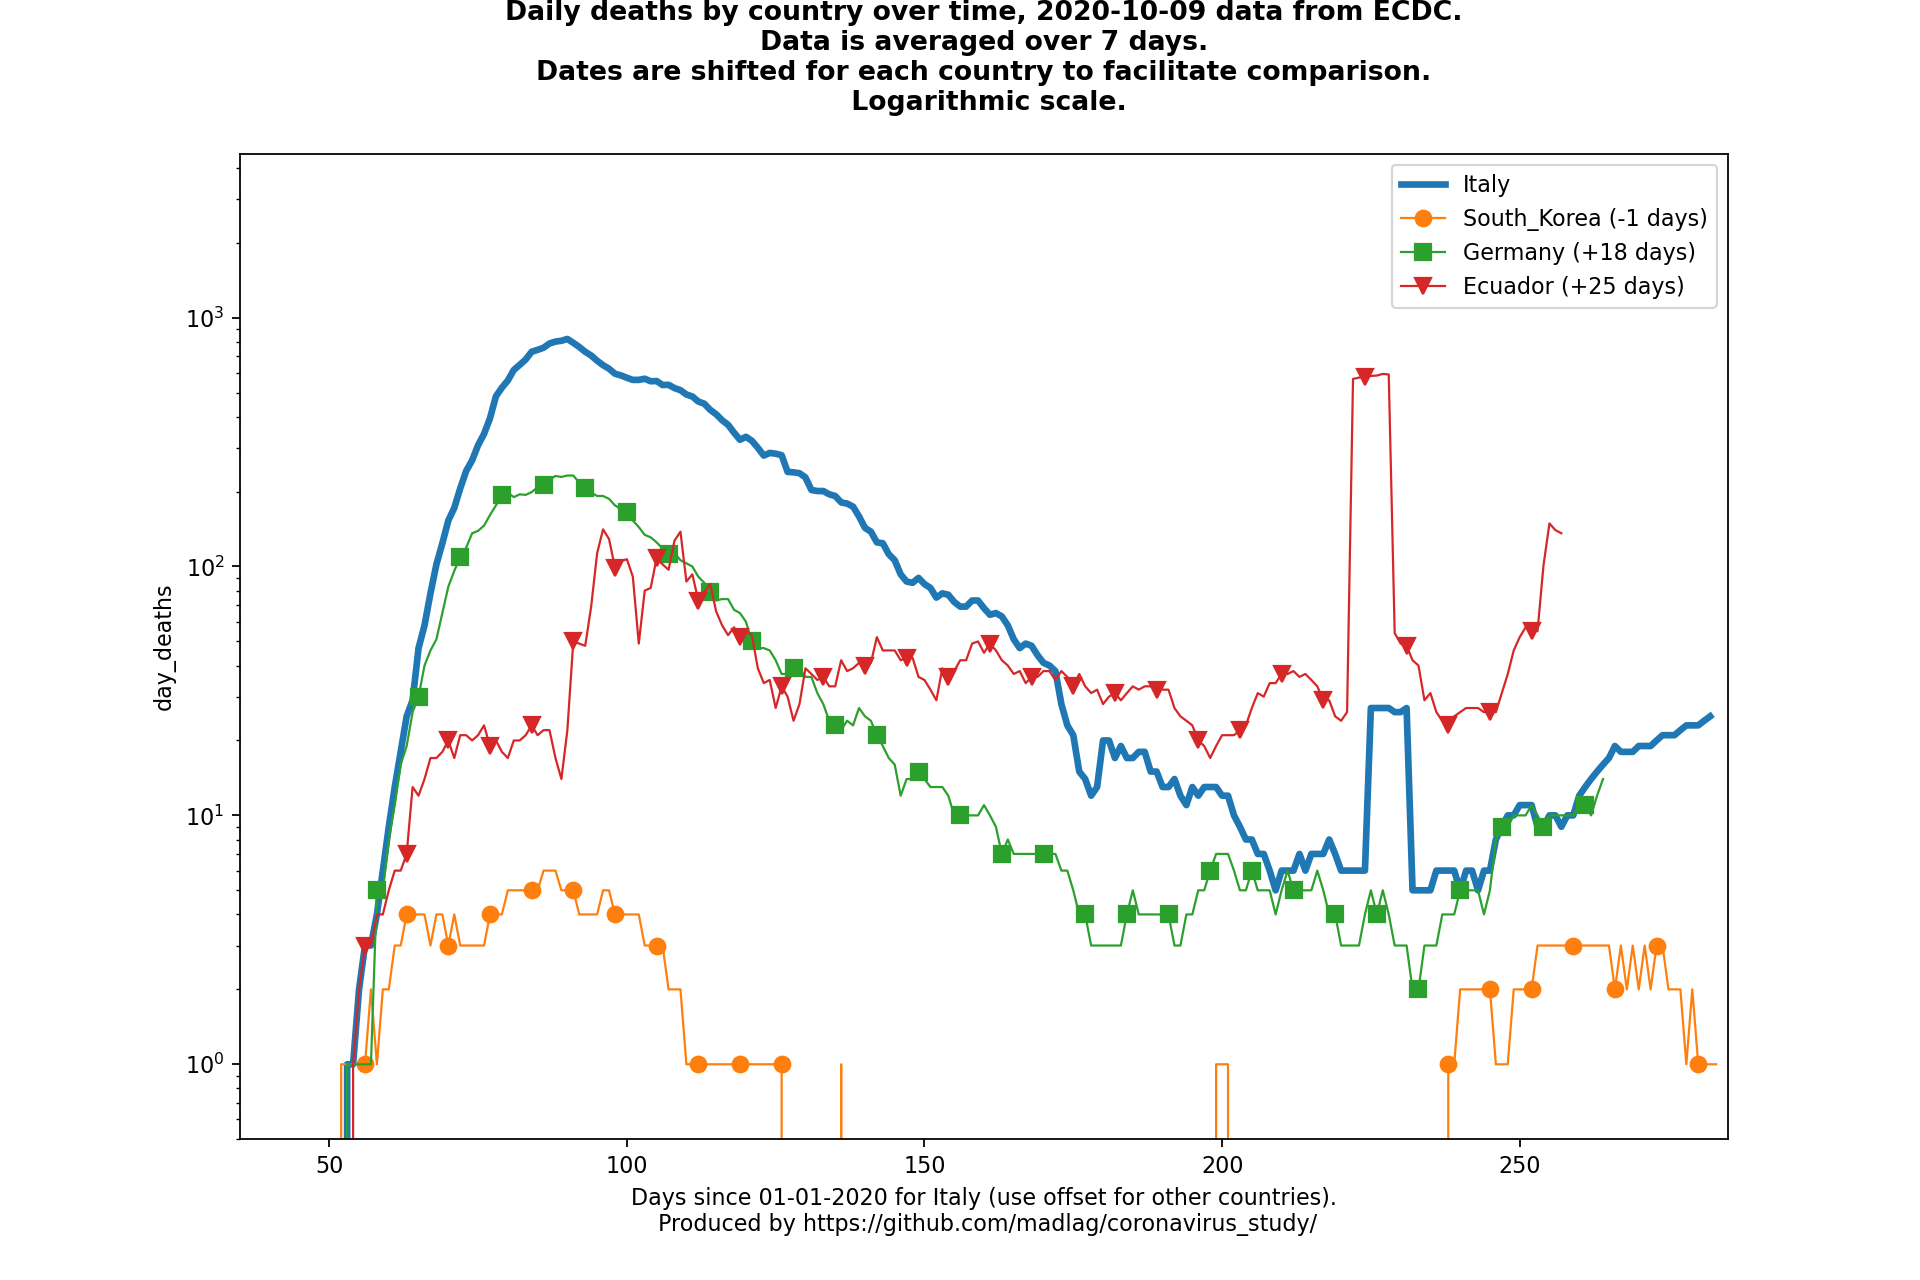 Daily deaths by country over time, 2020-10-09 data from ECDC.
Data is averaged over 7 days.
Dates are shifted for each country to facilitate comparison.
Logarithmic scale.
Italy
South_Korea (-1 days)
Germany (+18 days)
Ecuador (+25 days)
10³
10²
10¹
10⁰
day_deaths
50 100 150 200 250
Days since 01-01-2020 for Italy (use offset for other countries).
Produced by https://github.com/madlag/coronavirus_study/